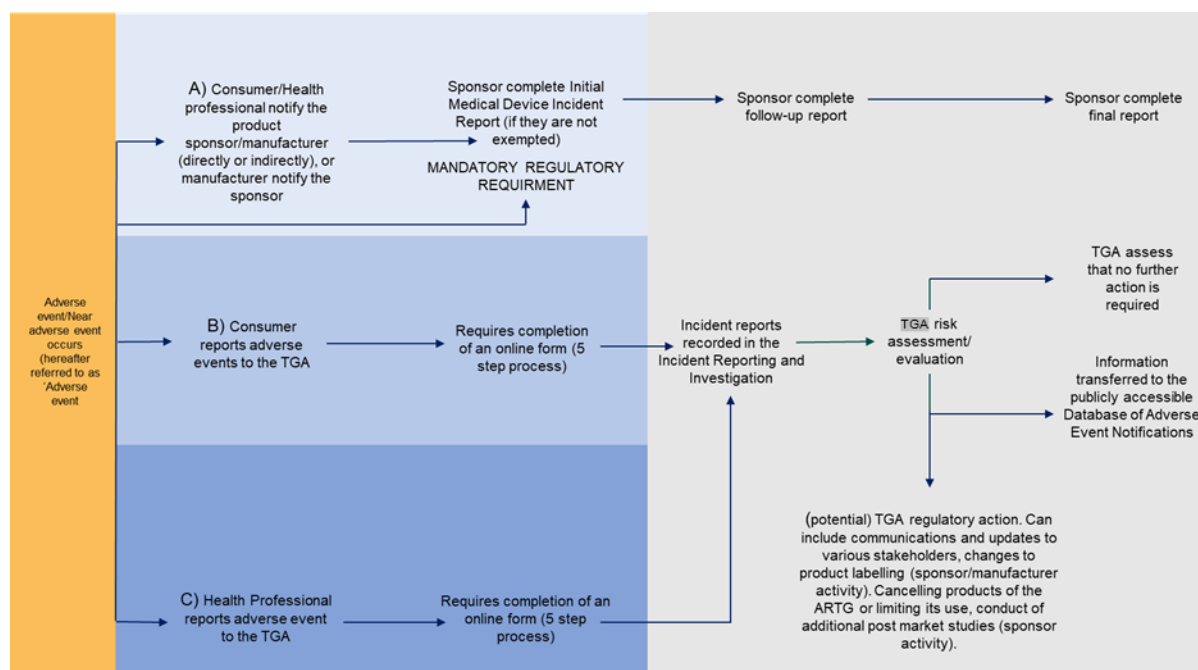 A) Consumer/Health
professional notify the
product
sponsor/manufacturer
(directly or indirectly), or
manufacturer notify the
sponsor
Sponsor complete Initial
Medical Device Incident
Report (if they are not
exempted)
MANDATORY REGULATORY
REQUIRMENT
Sponsor complete
follow-up report
Sponsor complete
final report
Adverse
event/Near
adverse event
occurs
(hereafter
referred to as
'Adverse
event
B) Consumer
reports adverse
events to the TGA
Requires completion
of an online form (5
step process)
Incident reports
recorded in the
Incident Reporting and
Investigation
TGA risk
assessment/
evaluation
TGA assess
that no further
action is
required
Information
transferred to the
publicly accessible
Database of Adverse
Event Notifications
(potential) TGA regulatory action. Can
include communications and updates to
various stakeholders, changes to
product labelling (sponsor/manufacturer
activity). Cancelling products of the
ARTG or limiting its use, conduct of
additional post market studies (sponsor
activity).
C) Health Professional
reports adverse event
to the TGA
Requires completion of an
online form (5 step
process)